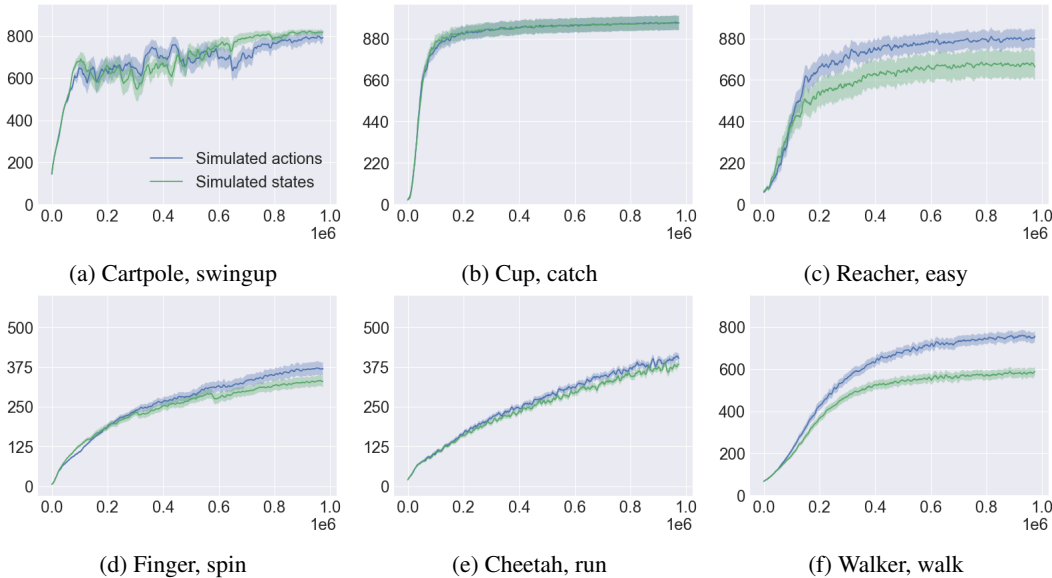 800
600
400
200
0
Simulated actions
Simulated states
0.0 0.2 0.4 0.6 0.8 1.0
1e6
(a) Cartpole, swingup
880
660
440
220
0
0.0 0.2 0.4 0.6 0.8 1.0
1e6
(b) Cup, catch
880
660
440
220
0
0.0 0.2 0.4 0.6 0.8 1.0
1e6
(c) Reacher, easy
500
375
250
125
0
0.0 0.2 0.4 0.6 0.8 1.0
1e6
(d) Finger, spin
500
375
250
125
0
0.0 0.2 0.4 0.6 0.8 1.0
1e6
(e) Cheetah, run
800
600
400
200
0
0.0 0.2 0.4 0.6 0.8 1.0
1e6
(f) Walker, walk